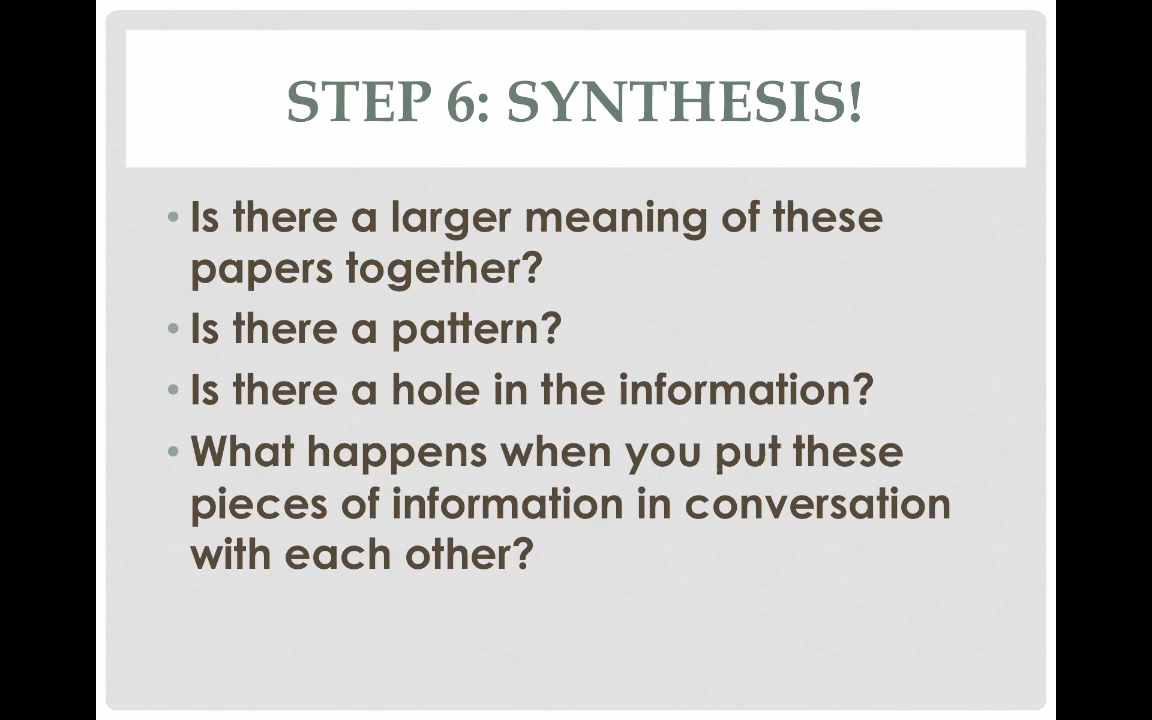 STEP 6: SYNTHESIS!
• Is there a larger meaning of these
papers together?
• Is there a pattern?
• Is there a hole in the information?
• What happens when you put these
pieces of information in conversation
with each other?